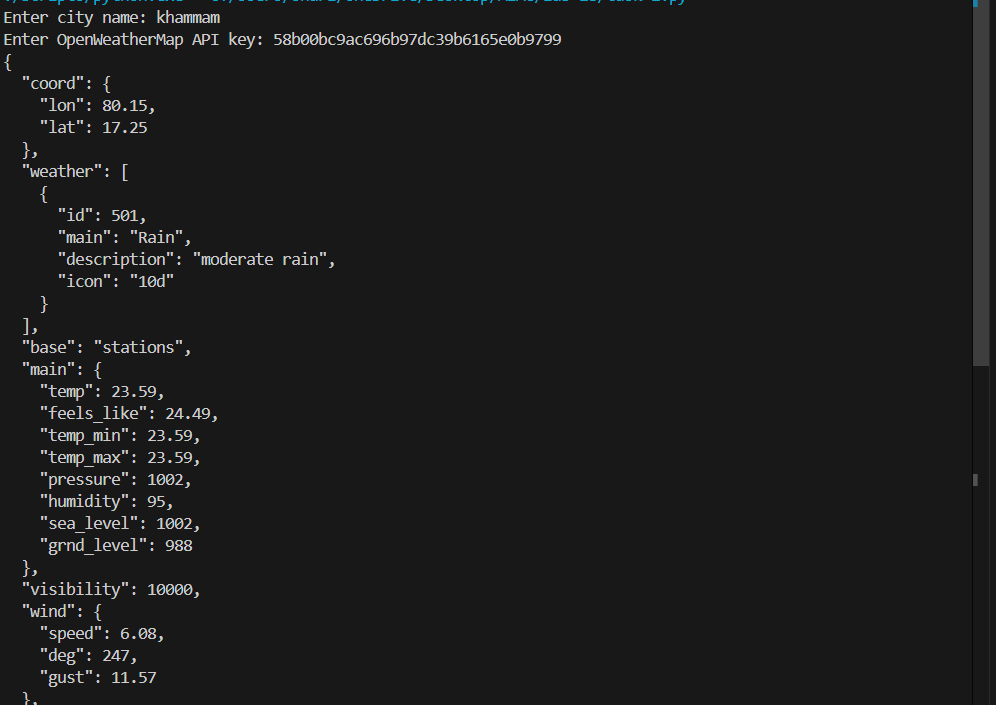 Enter city name: khammam
Enter OpenWeatherMap API key: 58b00bc9ac696b97dc39b6165e0b9799
{
  "coord": {
    "lon": 80.15,
    "lat": 17.25
  },
  "weather": [
    {
      "id": 501,
      "main": "Rain",
      "description": "moderate rain",
      "icon": "10d"
    }
  ],
  "base": "stations",
  "main": {
    "temp": 23.59,
    "feels_like": 24.49,
    "temp_min": 23.59,
    "temp_max": 23.59,
    "pressure": 1002,
    "humidity": 95,
    "sea_level": 1002,
    "grnd_level": 988
  },
  "visibility": 10000,
  "wind": {
    "speed": 6.08,
    "deg": 247,
    "gust": 11.57
  },